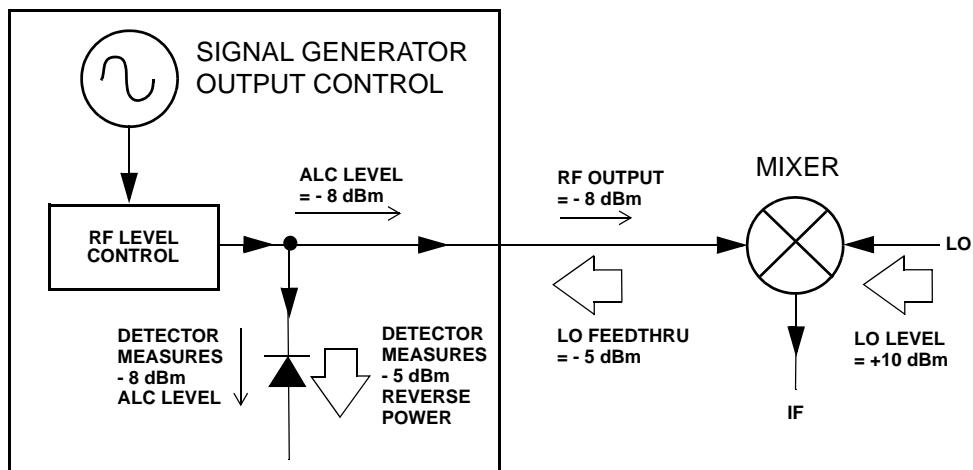 SIGNAL GENERATOR
OUTPUT CONTROL
ALC LEVEL
= - 8 dBm
RF OUTPUT
= - 8 dBm
MIXER
RF LEVEL
CONTROL
LO
DETECTOR
MEASURES
- 8 dBm
ALC LEVEL
DETECTOR
MEASURES
- 5 dBm
REVERSE
POWER
LO FEEDTHRU
= - 5 dBm
LO LEVEL
= +10 dBm
IF